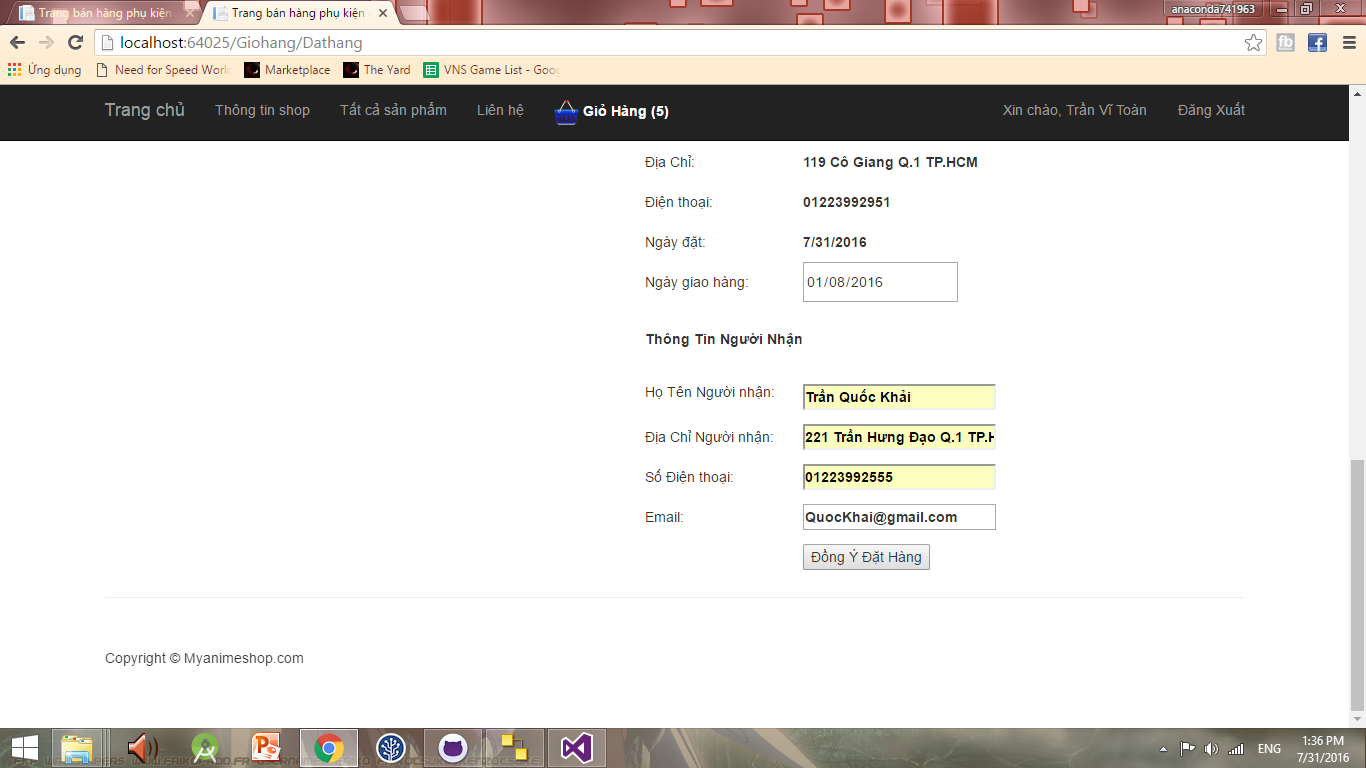 Trang bán hàng phụ kiện
Trang bán hàng phụ kiện
anaconda741963
localhost:64025/Giohang/Dathang
Ứng dụng
Need for Speed World
Marketplace
The Yard
VNS Game List - Goog
Trang chủ
Thông tin shop
Tất cả sản phẩm
Liên hệ
Giỏ Hàng (5)
Xin chào, Trần Vĩ Toàn
Đăng Xuất
Địa Chỉ: 119 Cô Giang Q.1 TP.HCM
Điện thoại: 01223992951
Ngày đặt: 7/31/2016
Ngày giao hàng: 01/08/2016
Thông Tin Người Nhận
Họ Tên Người nhận: Trần Quốc Khải
Địa Chỉ Người nhận: 221 Trần Hưng Đạo Q.1 TP.H
Số Điện thoại: 01223992555
Email: QuocKhai@gmail.com
Đồng Ý Đặt Hàng
Copyright © Myanimeshop.com
ENG
1:36 PM
7/31/2016